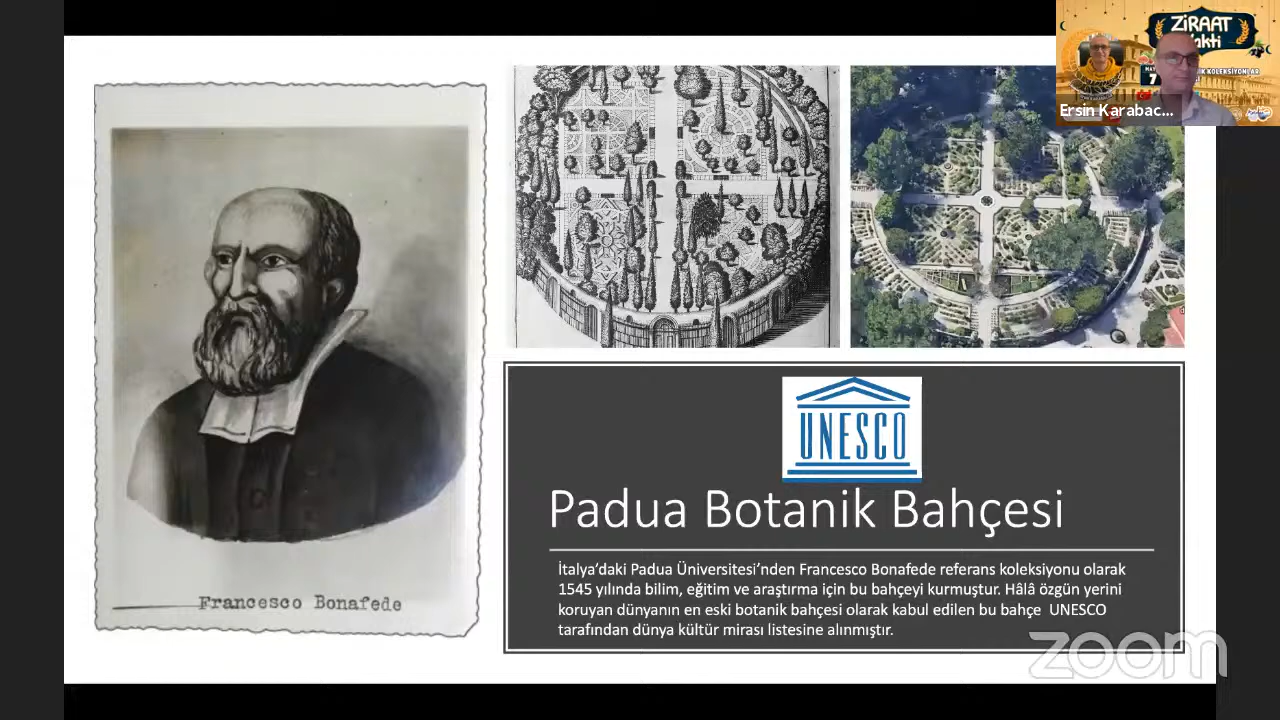 ZİRAAT
Vakti
Ersin Karabac...
UNESCO
Padua Botanik Bahçesi
İtalya’daki Padua Üniversitesi’nden Francesco Bonafede referans koleksiyonu olarak
1545 yılında bilim, eğitim ve araştırma için bu bahçeyi kurmuştur. Hâlâ özgün yerini
koruyan dünyanın en eski botanik bahçesi olarak kabul edilen bu bahçe UNESCO
tarafından dünya kültür mirası listesine alınmıştır.
Francesco Bonafede
zoom